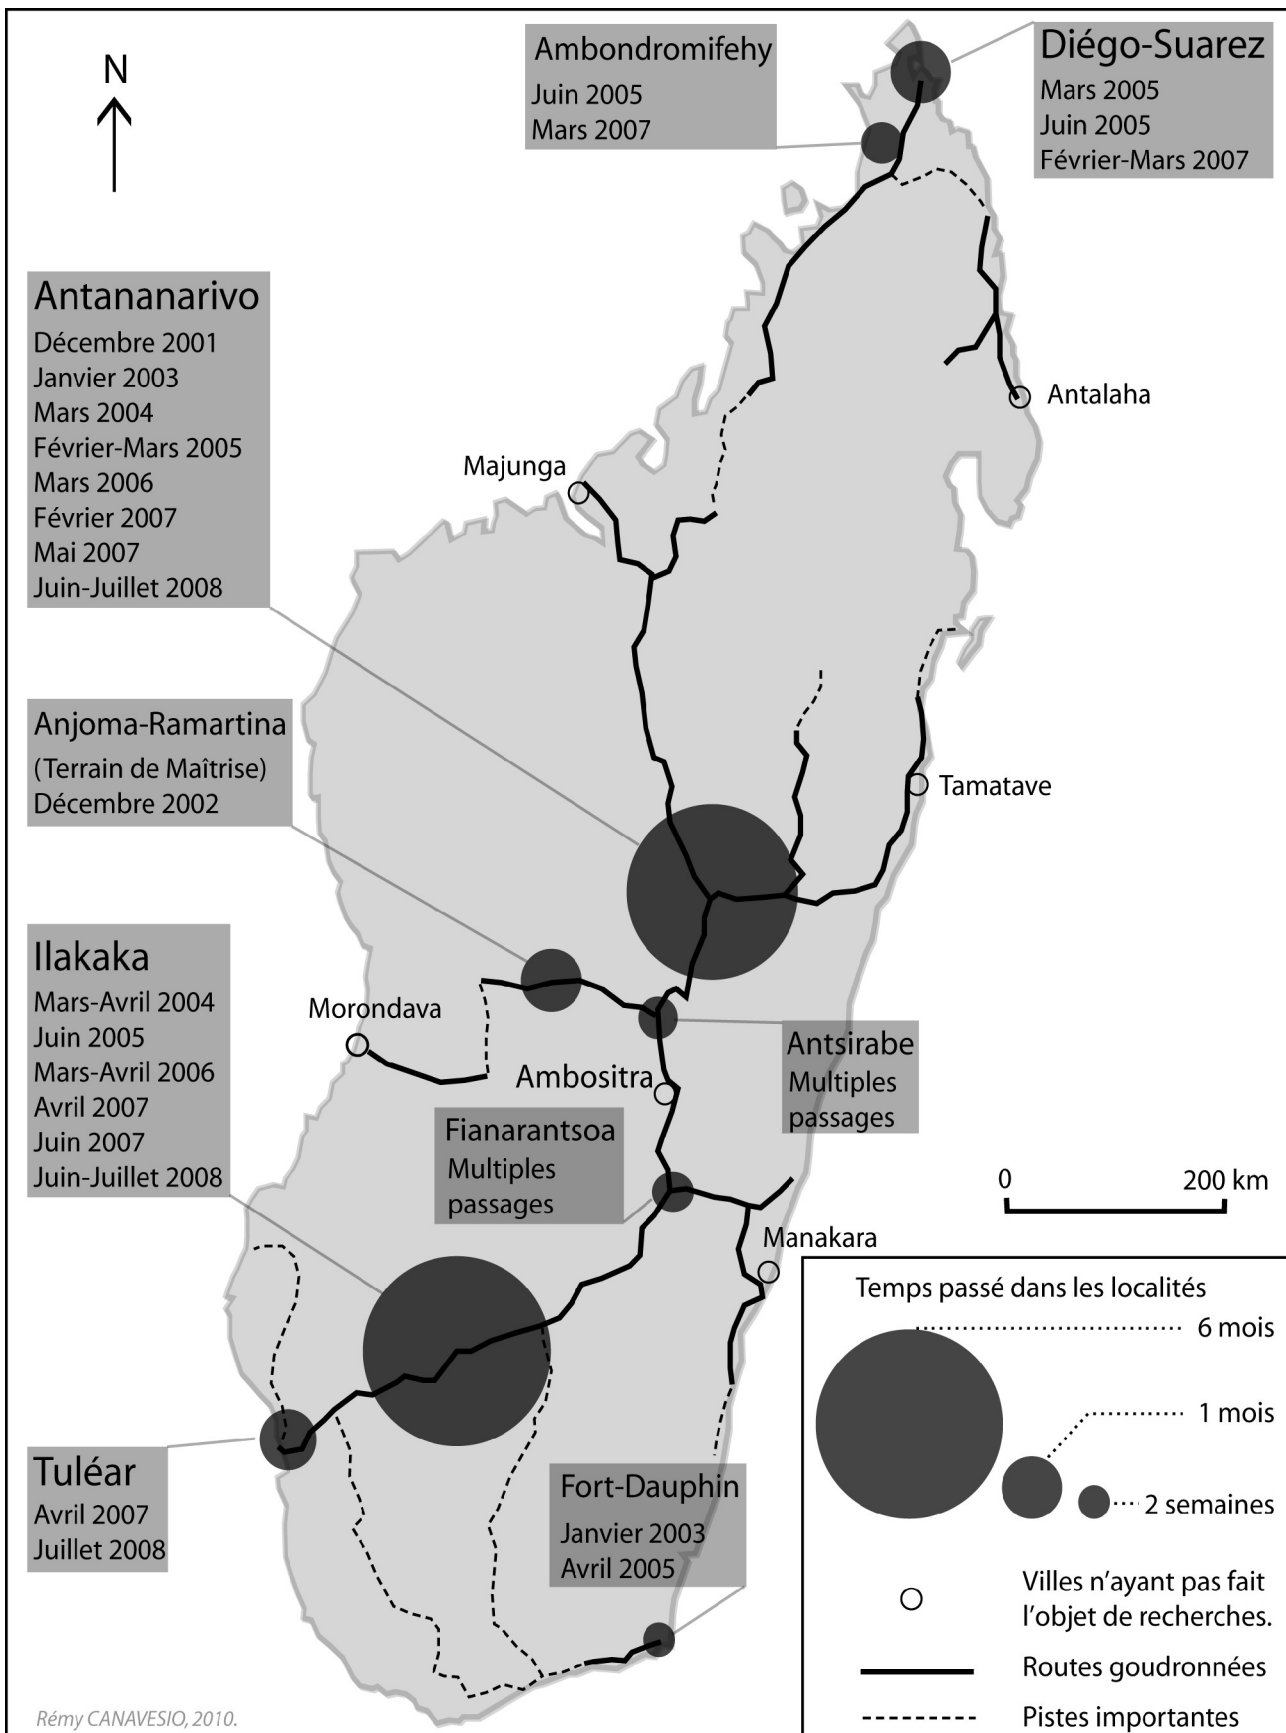 N
Ambondromifehy
Juin 2005
Mars 2007
Diégo-Suarez
Mars 2005
Juin 2005
Février-Mars 2007
Antananarivo
Décembre 2001
Janvier 2003
Mars 2004
Février-Mars 2005
Mars 2006
Février 2007
Mai 2007
Juin-Juillet 2008
Antalaha
Majunga
Anjoma-Ramartina
(Terrain de Maîtrise)
Décembre 2002
Tamatave
Ilakaka
Mars-Avril 2004
Juin 2005
Mars-Avril 2006
Avril 2007
Juin 2007
Juin-Juillet 2008
Morondava
Antsirabe
Multiples
passages
Ambositra
Fianarantsoa
Multiples
passages
0 200 km
Manakara
Tuléar
Avril 2007
Juillet 2008
Fort-Dauphin
Janvier 2003
Avril 2005
Temps passé dans les localités
6 mois
1 mois
2 semaines
Villes n'ayant pas fait
l'objet de recherches.
Routes goudronnées
Pistes importantes
Rémy CANAVESIO, 2010.